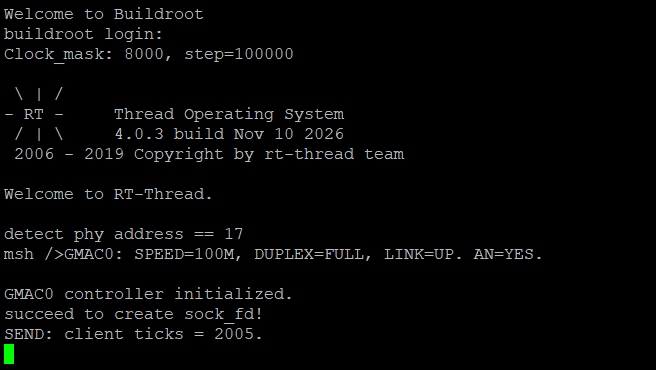 Welcome to Buildroot
buildroot login:
Clock_mask: 8000, step=100000
 \ | /
- RT -     Thread Operating System
 / | \     4.0.3 build Nov 10 2026
 2006 - 2019 Copyright by rt-thread team
Welcome to RT-Thread.
detect phy address == 17
msh />GMAC0: SPEED=100M, DUPLEX=FULL, LINK=UP. AN=YES.
GMAC0 controller initialized.
succeed to create sock_fd!
SEND: client ticks = 2005.